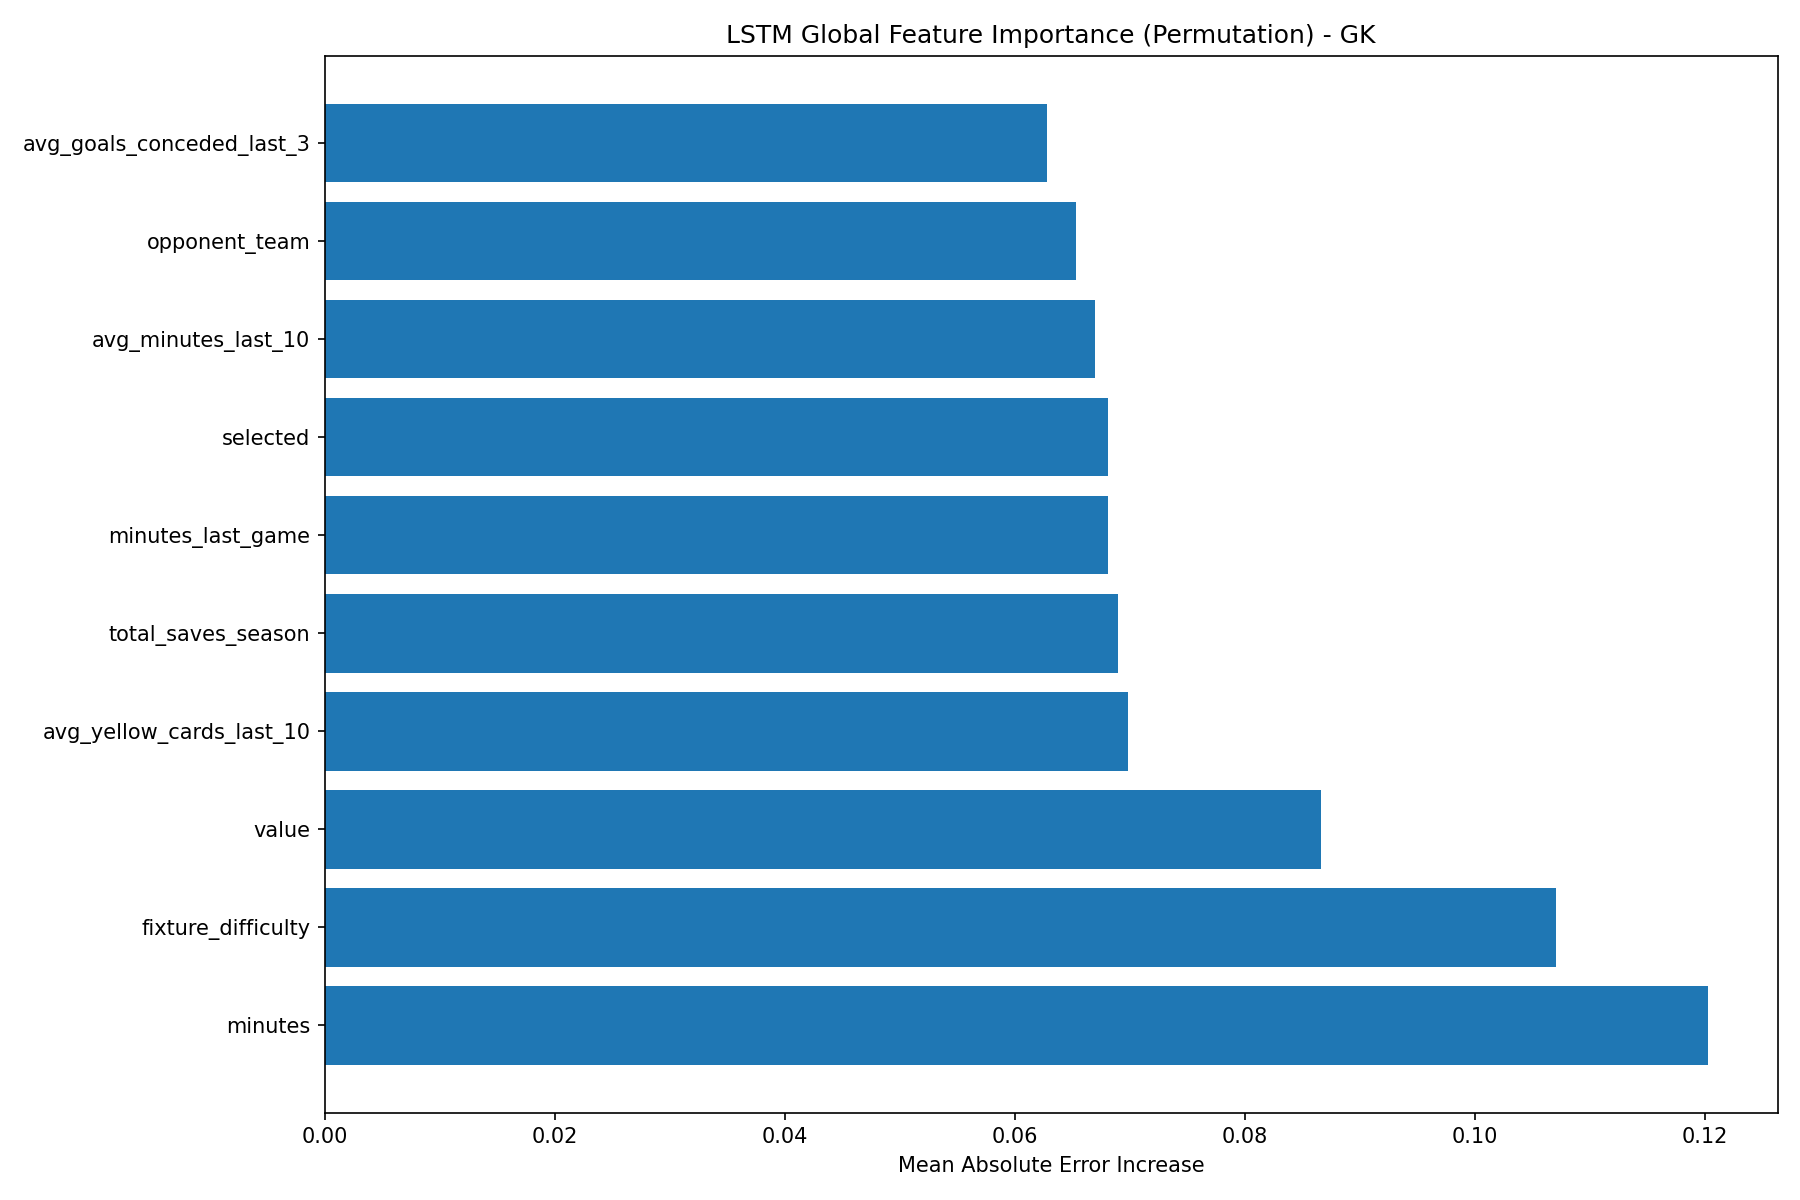 LSTM Global Feature Importance (Permutation) - GK
avg_goals_conceded_last_3
opponent_team
avg_minutes_last_10
selected
minutes_last_game
total_saves_season
avg_yellow_cards_last_10
value
fixture_difficulty
minutes
0.00 0.02 0.04 0.06 0.08 0.10 0.12
Mean Absolute Error Increase